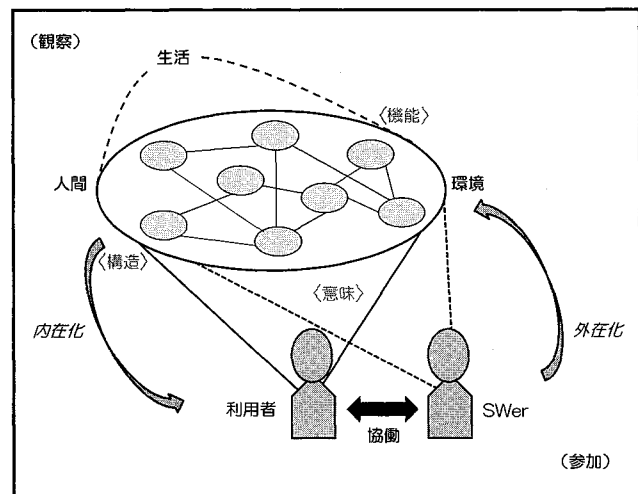 （観察）
生活
〈機能〉
人間
環境
〈構造〉
〈意味〉
内在化
外在化
利用者
SWer
協働
（参加）